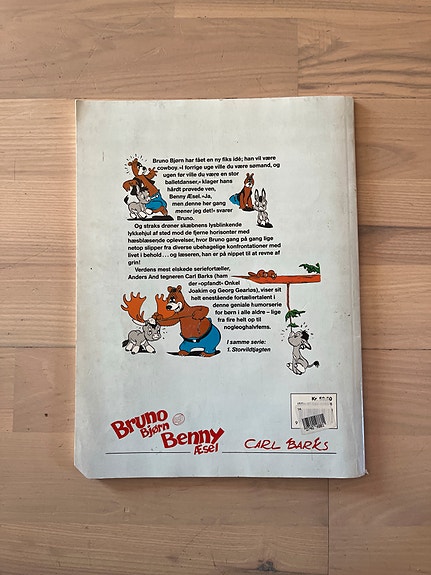 Bruno Bjørn har fået en ny fiks idé; han vil være
cowboy. »I forrige uge ville du være sømand, og
ugen før ville du være en stor
balletdanser,« klager hans
hårdt prøvede ven,
Benny Æsel. »Ja,
men denne her gang
mener jeg det!« svarer
Bruno.
Og straks drøner skæbnens lysblinkende
lykkehjul af sted mod de fjerne horisonter med
hæsblæsende oplevelser, hvor Bruno gang på gang lige
netop slipper fra diverse ubehagelige konfrontationer med
livet i behold . . . og læseren, han er på nippet til at revne af
grin!
Verdens mest elskede seriefortæller,
Anders And tegneren Carl Barks (ham
der »opfandt« Onkel
Joakim og Georg Gearløs), viser sit
helt enestående fortællertalent i
denne geniale humorserie
for børn i alle aldre – lige
fra fire helt op til
nogleoghalvfems.
I samme serie:
1. Storvildtjagten
Kr.
Bruno
Bjørn
Benny
Æsel
CARL BARKS